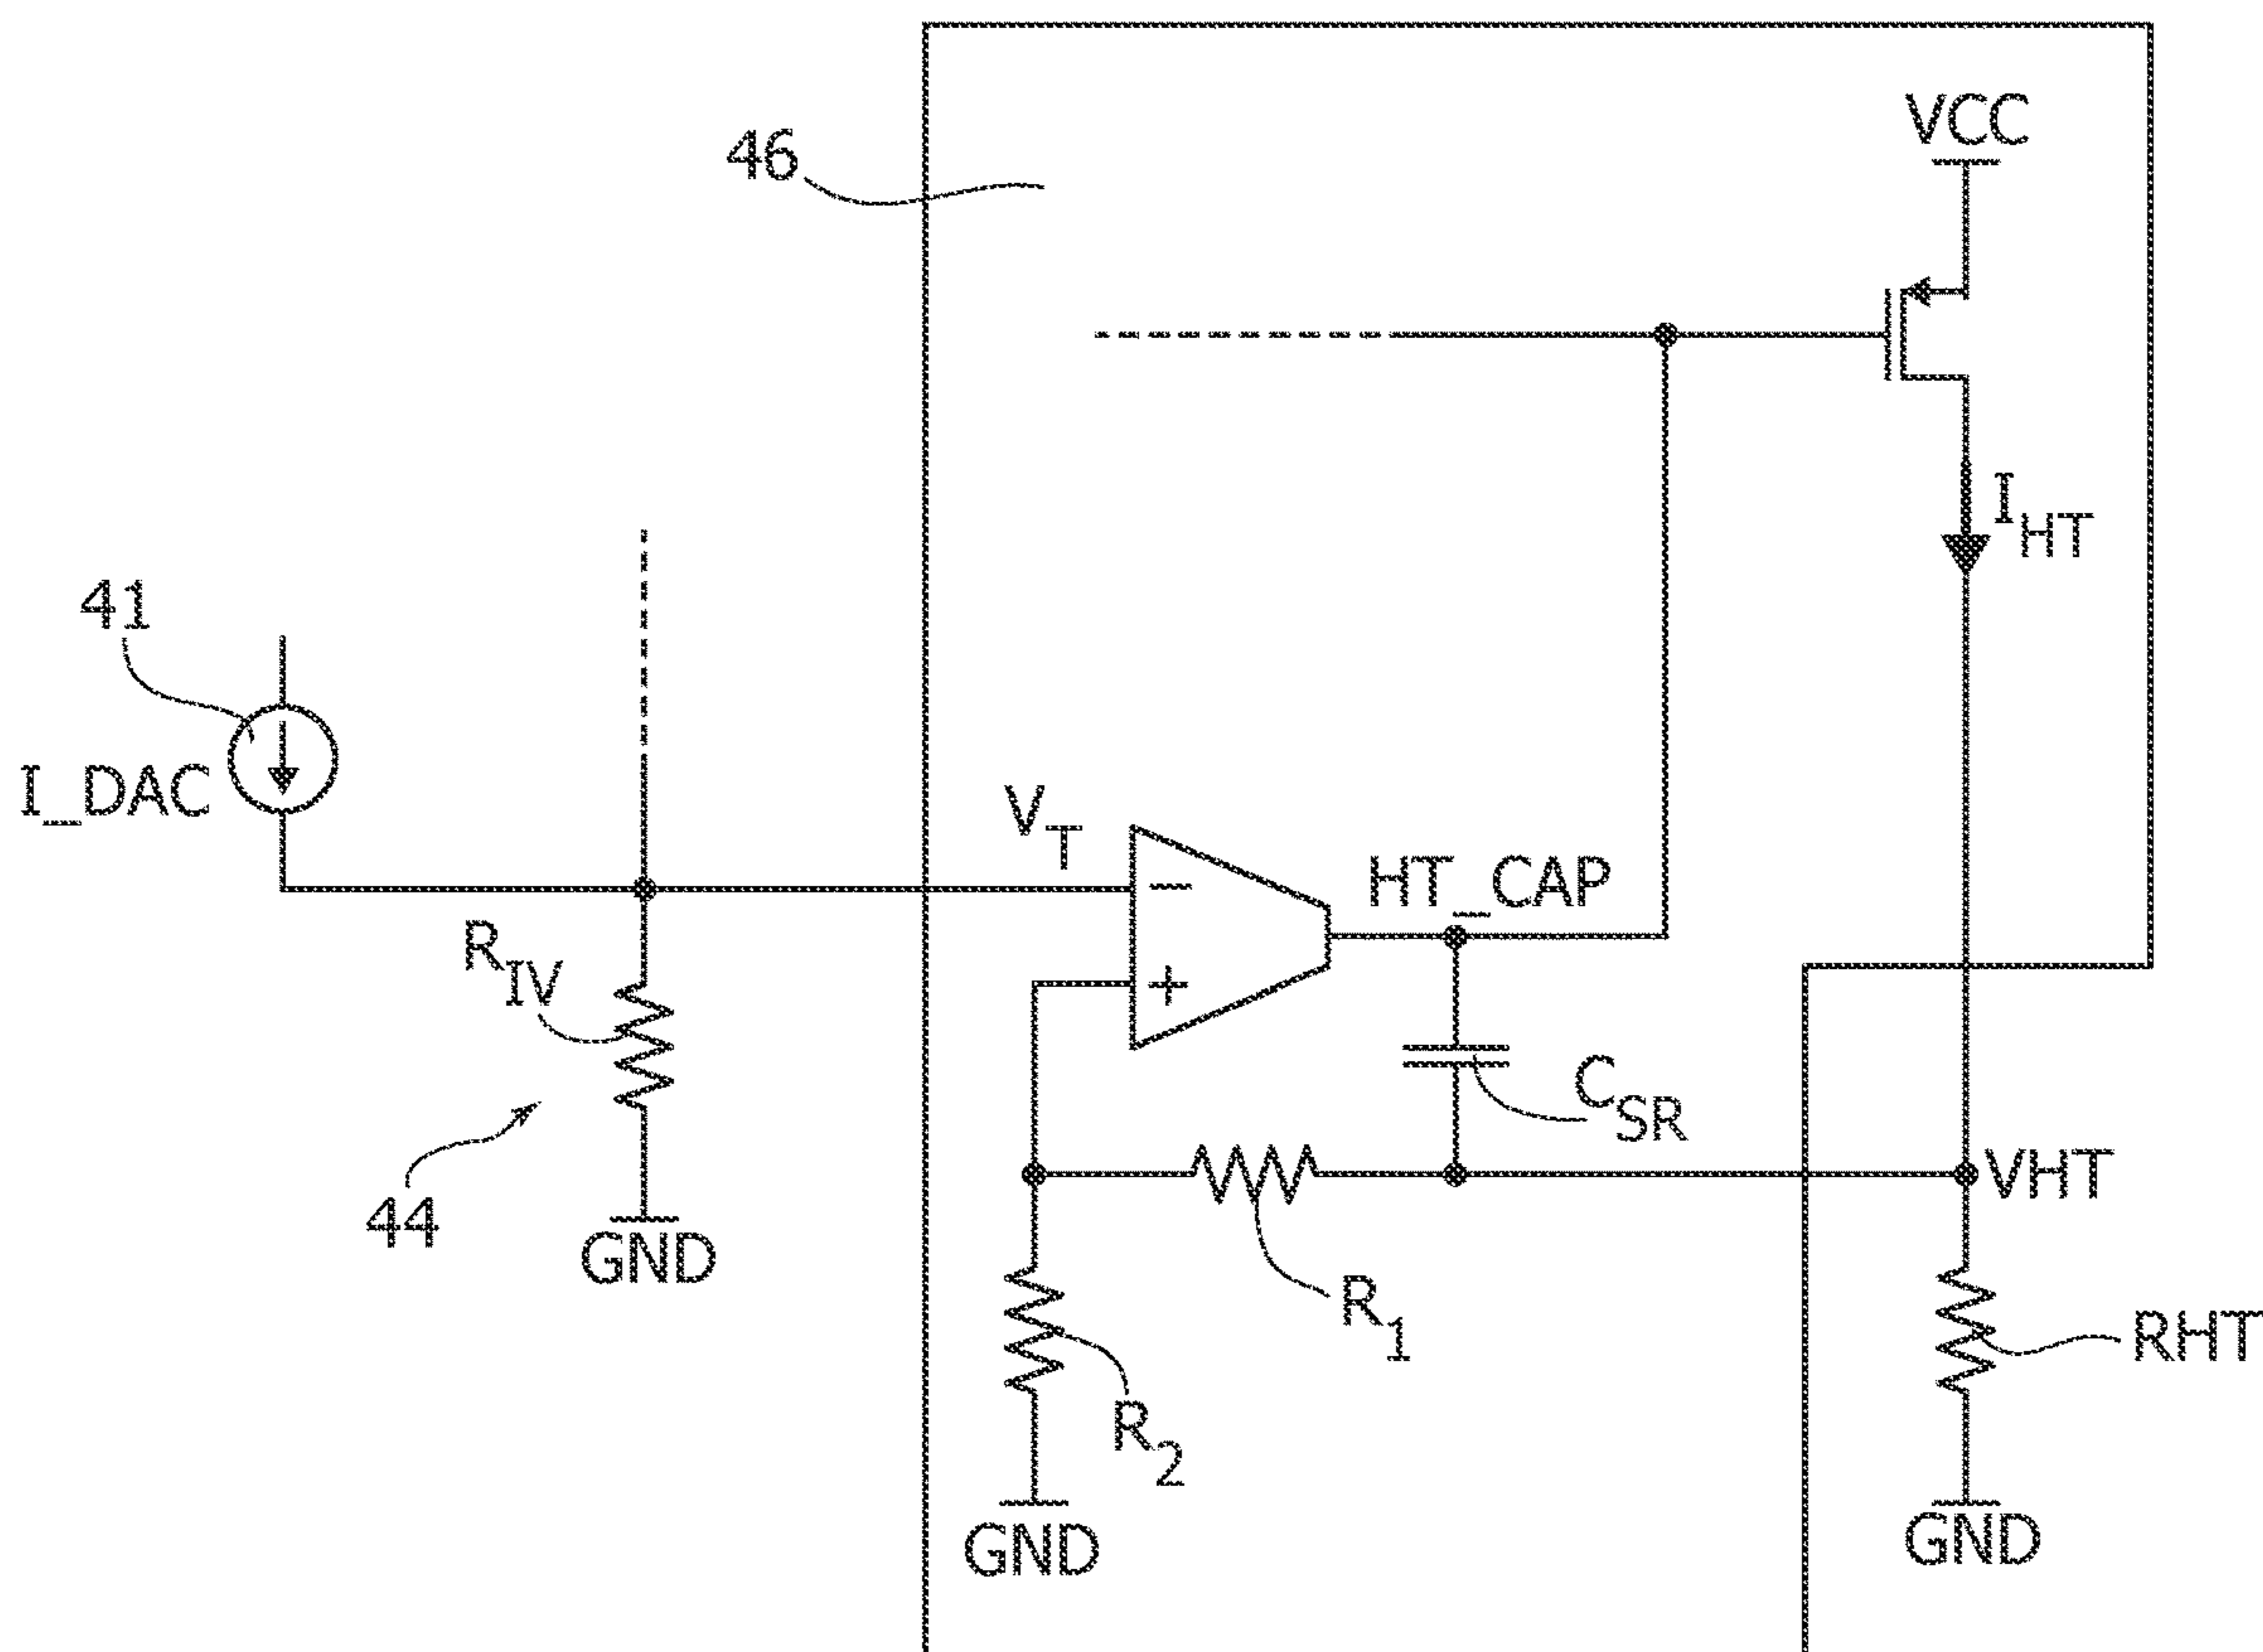 VCC
46
I_HT
41
I_DAC
V_T
−
HT_CAP
R_IV
+
C_SR
VHT
44
GND
R_1
RHT
R_2
GND
GND